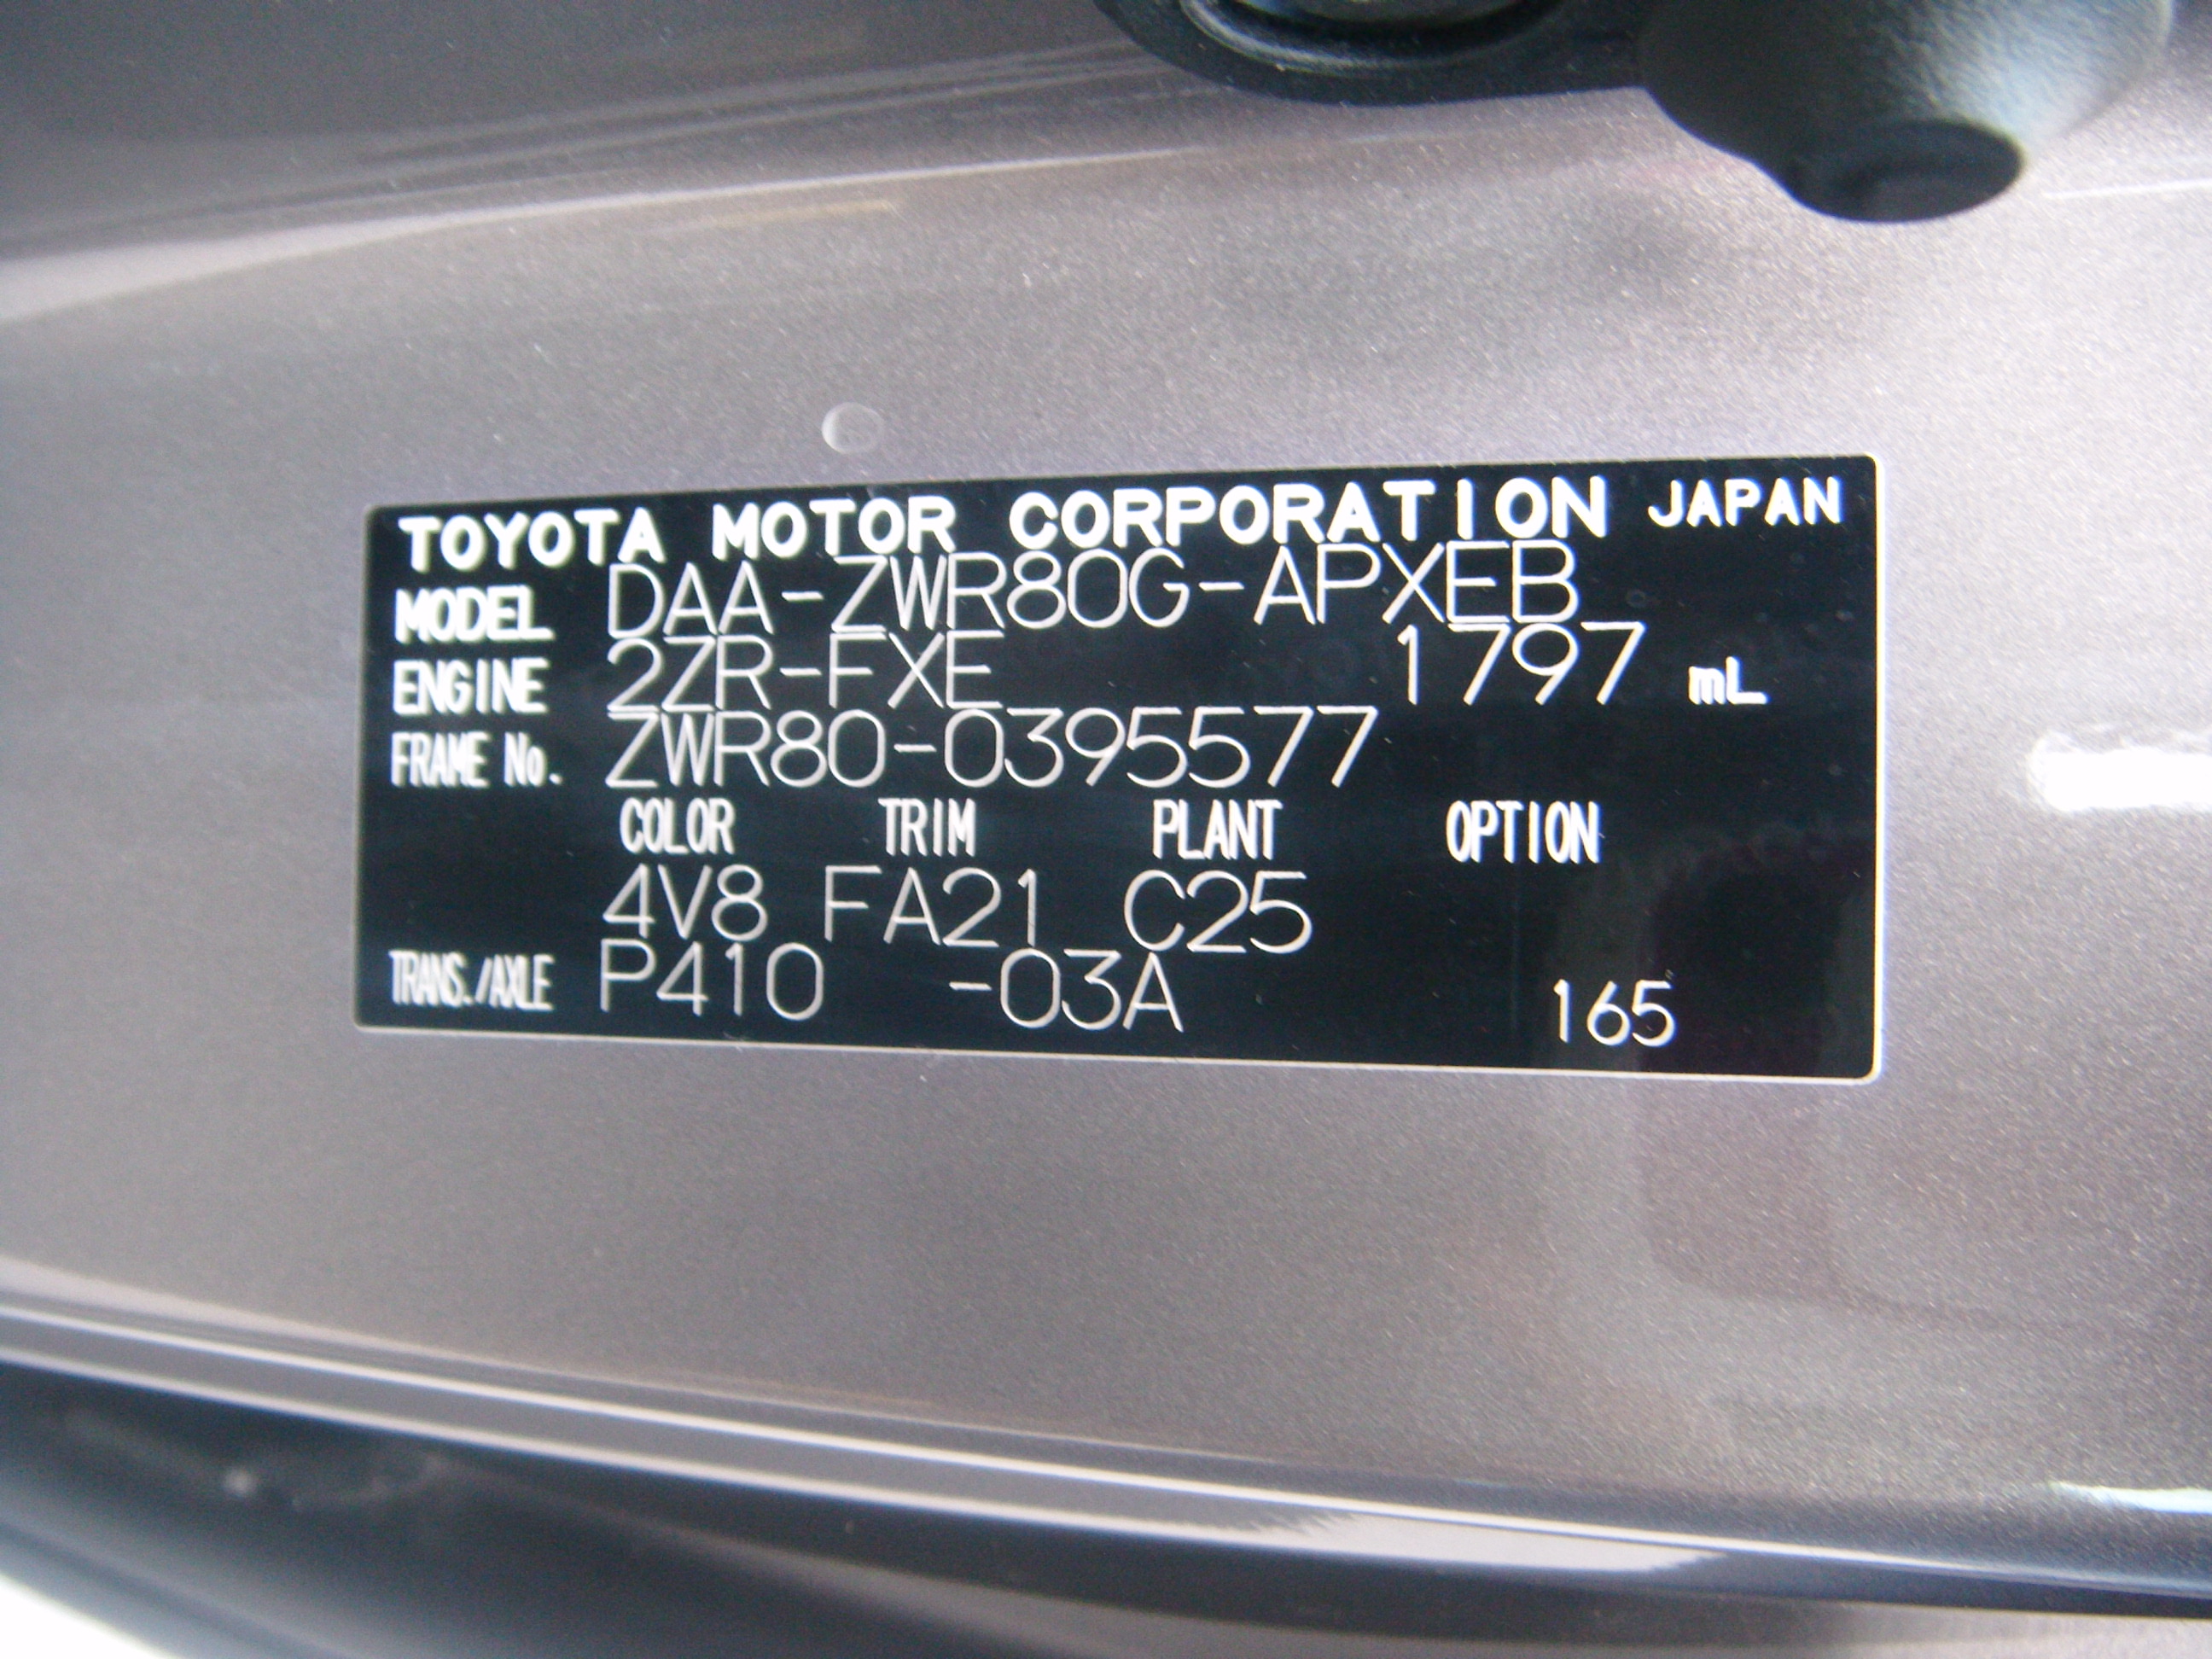 TOYOTA MOTOR CORPORATION JAPAN
MODEL DAA-ZWR80G-APXEB
ENGINE 2ZR-FXE 1797 mL
FRAME No. ZWR80-0395577
COLOR TRIM PLANT OPTION
4V8 FA21 C25
TRANS./AXLE P410 -03A 165